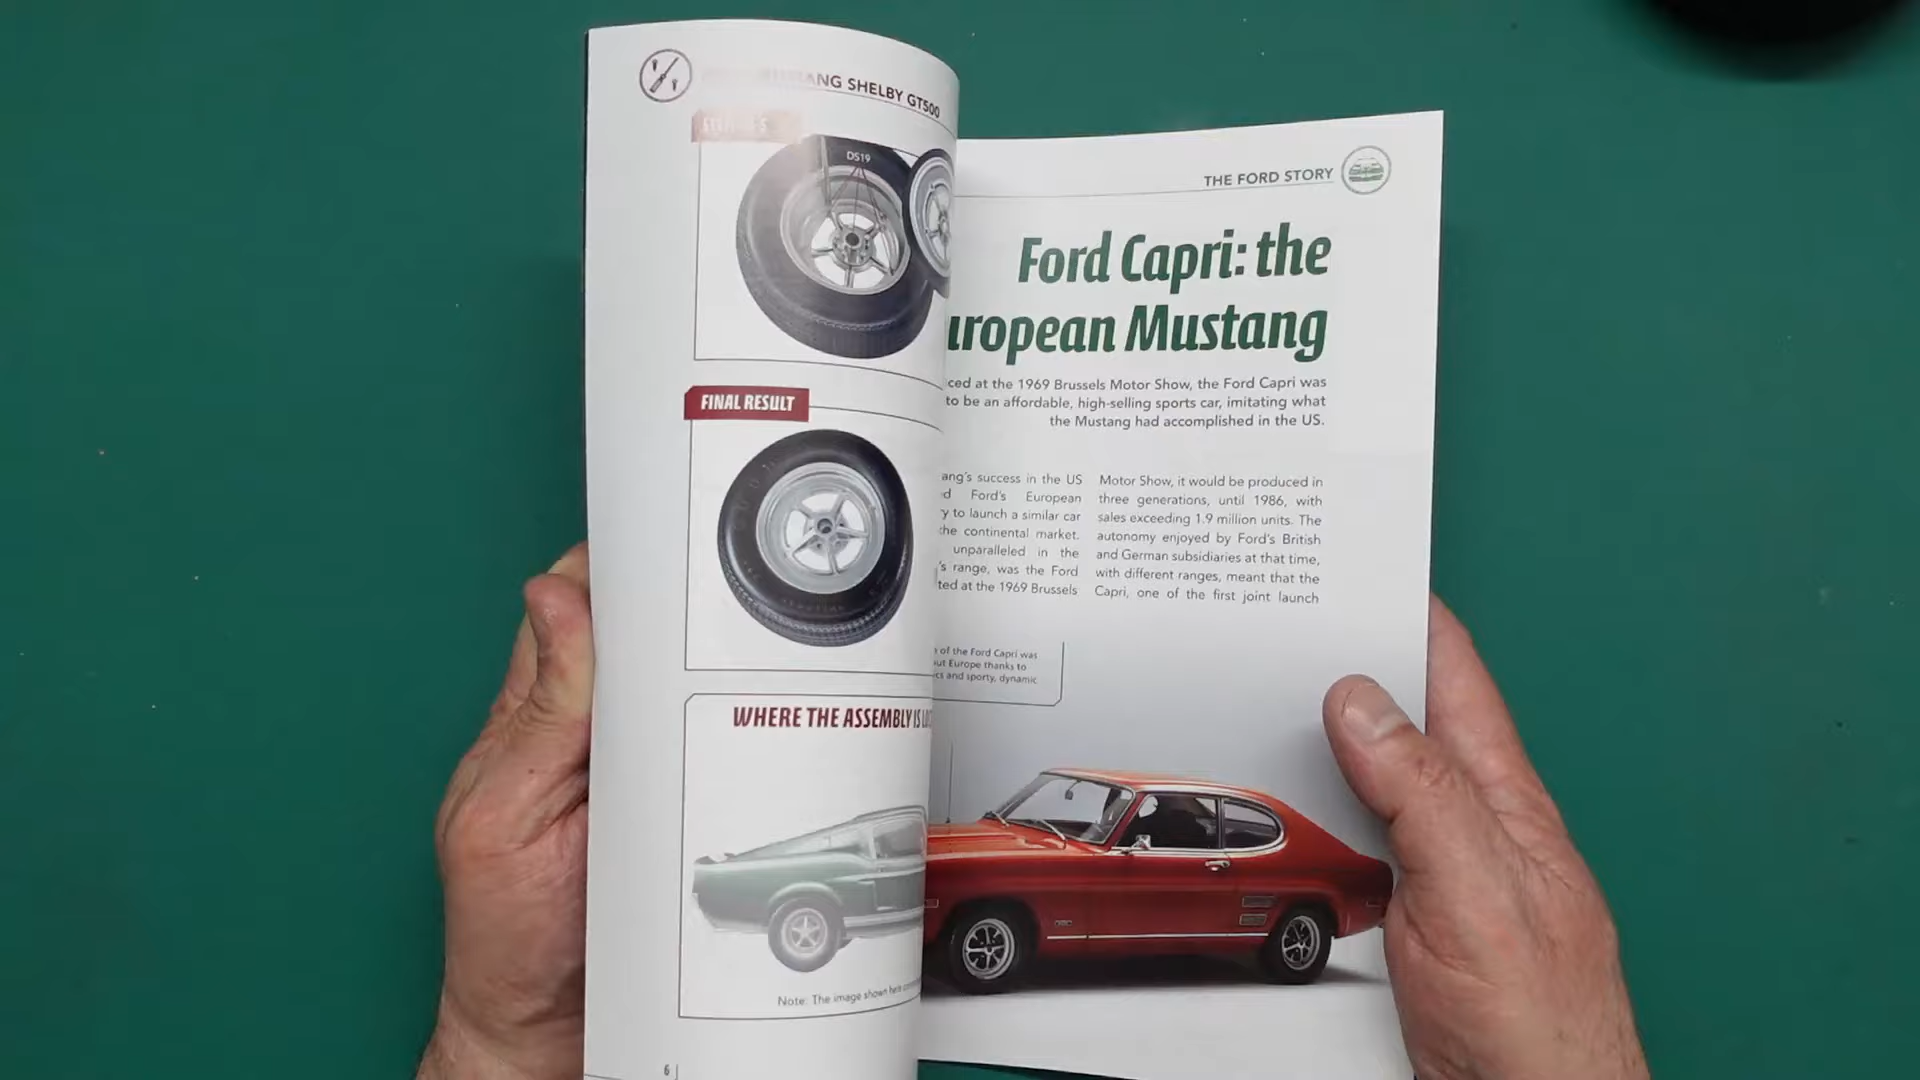 MUSTANG SHELBY GT500
DS19
FINAL RESULT
WHERE THE ASSEMBLY IS
Note: The image shown here
6
THE FORD STORY
Ford Capri: the
uropean Mustang
ced at the 1969 Brussels Motor Show, the Ford Capri was
to be an affordable, high-selling sports car, imitating what
the Mustang had accomplished in the US.
ang's success in the US
d Ford's European
y to launch a similar car
the continental market.
unparalleled in the
's range, was the Ford
ted at the 1969 Brussels
Motor Show, it would be produced in
three generations, until 1986, with
sales exceeding 1.9 million units. The
autonomy enjoyed by Ford's British
and German subsidiaries at that time,
with different ranges, meant that the
Capri, one of the first joint launch
of the Ford Capri was
ut Europe thanks to
cs and sporty, dynamic